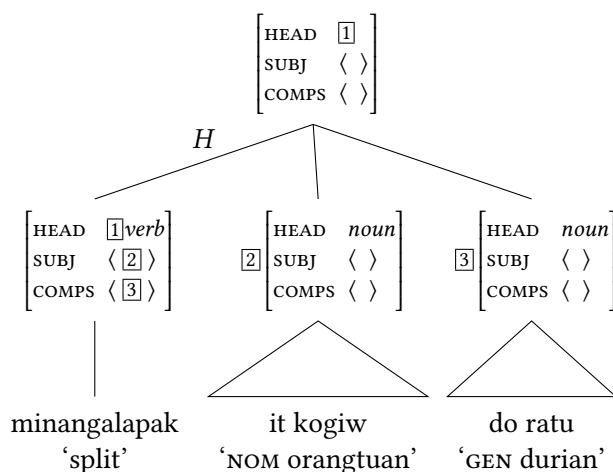 HEAD 1
SUBJ ⟨ ⟩
COMPS ⟨ ⟩
H
HEAD 1 verb HEAD noun HEAD noun
SUBJ ⟨ 2 ⟩ 2 SUBJ ⟨ ⟩ 3 SUBJ ⟨ ⟩
COMPS ⟨ 3 ⟩ COMPS ⟨ ⟩ COMPS ⟨ ⟩
minangalapak it kogiw do ratu
‘split’ ‘NOM orangtuan’ ‘GEN durian’